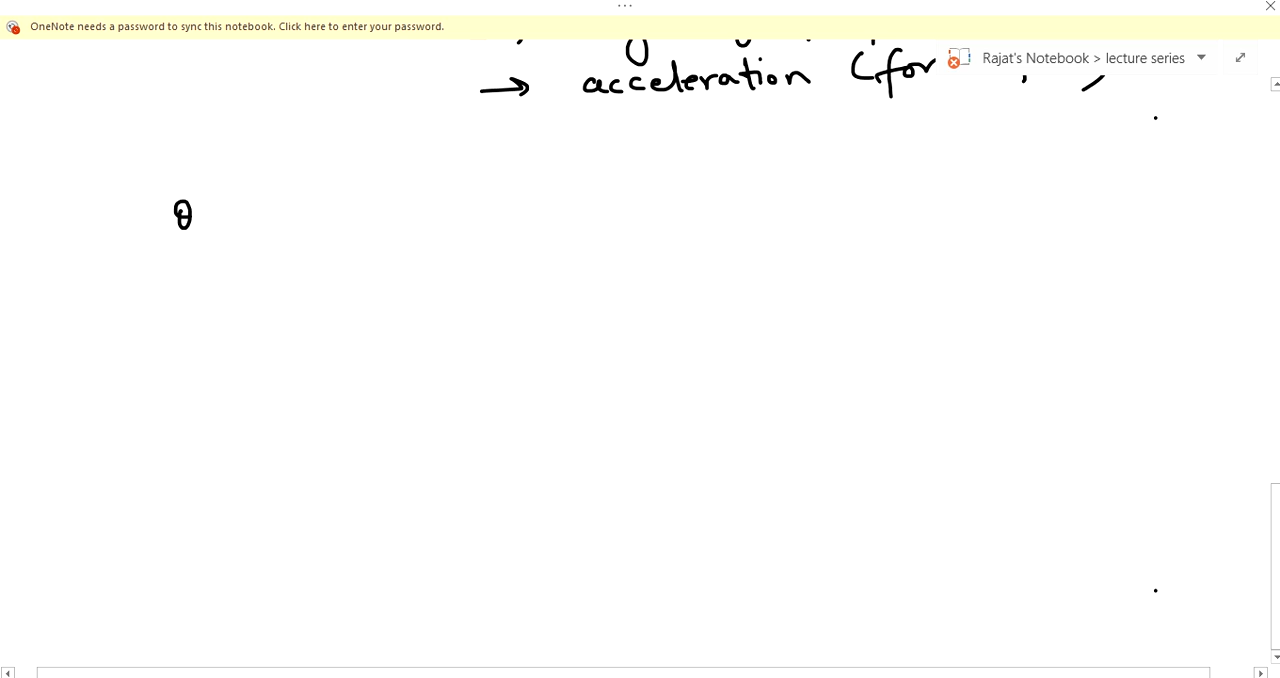 OneNote needs a password to sync this notebook. Click here to enter your password.
Rajat's Notebook > lecture series
→ acceleration (for
θ